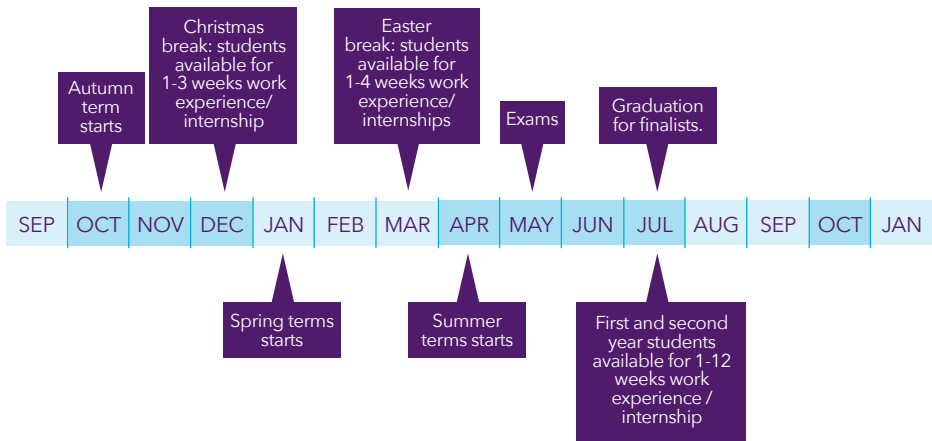 Christmas
break: students
available for
1-3 weeks work
experience/
internship
Easter
break: students
available for
1-4 weeks work
experience/
internships
Autumn
term
starts
Exams
Graduation
for finalists.
SEP OCT NOV DEC JAN FEB MAR APR MAY JUN JUL AUG SEP OCT JAN
Spring terms
starts
Summer
terms starts
First and second
year students
available for 1-12
weeks work
experience /
internship